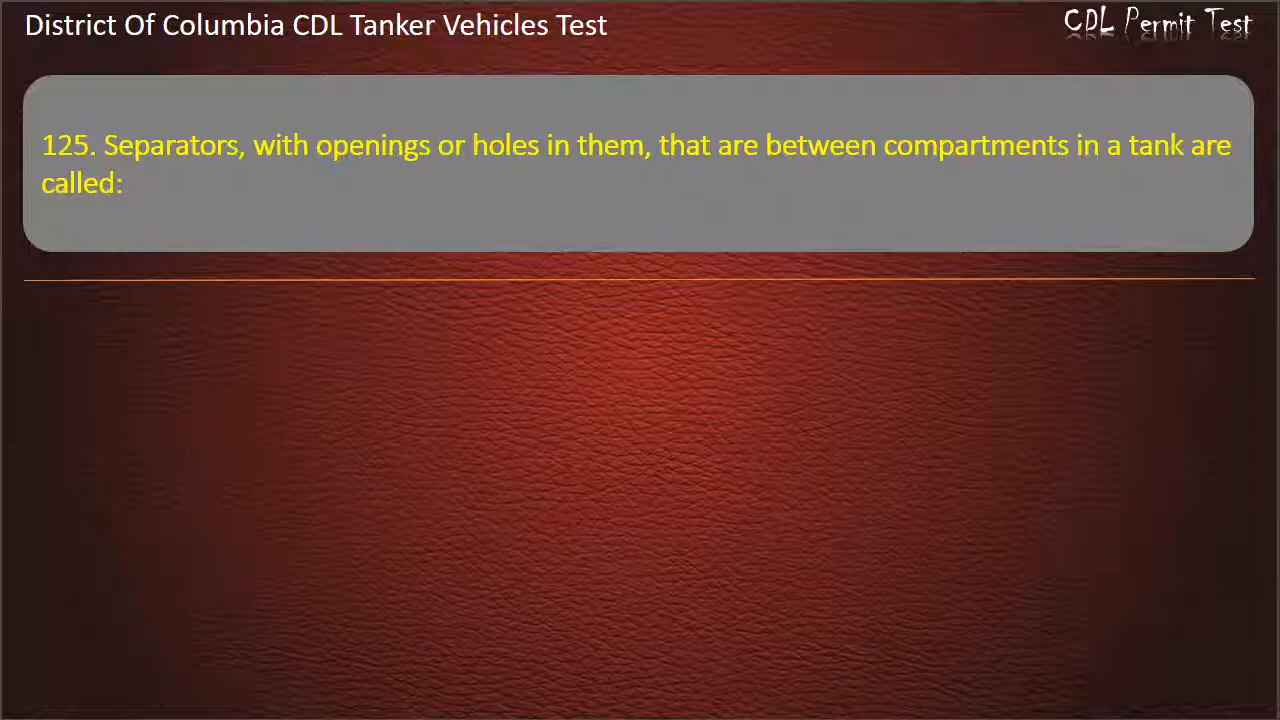 District Of Columbia CDL Tanker Vehicles Test
CDL Permit Test
125. Separators, with openings or holes in them, that are between compartments in a tank are
called: